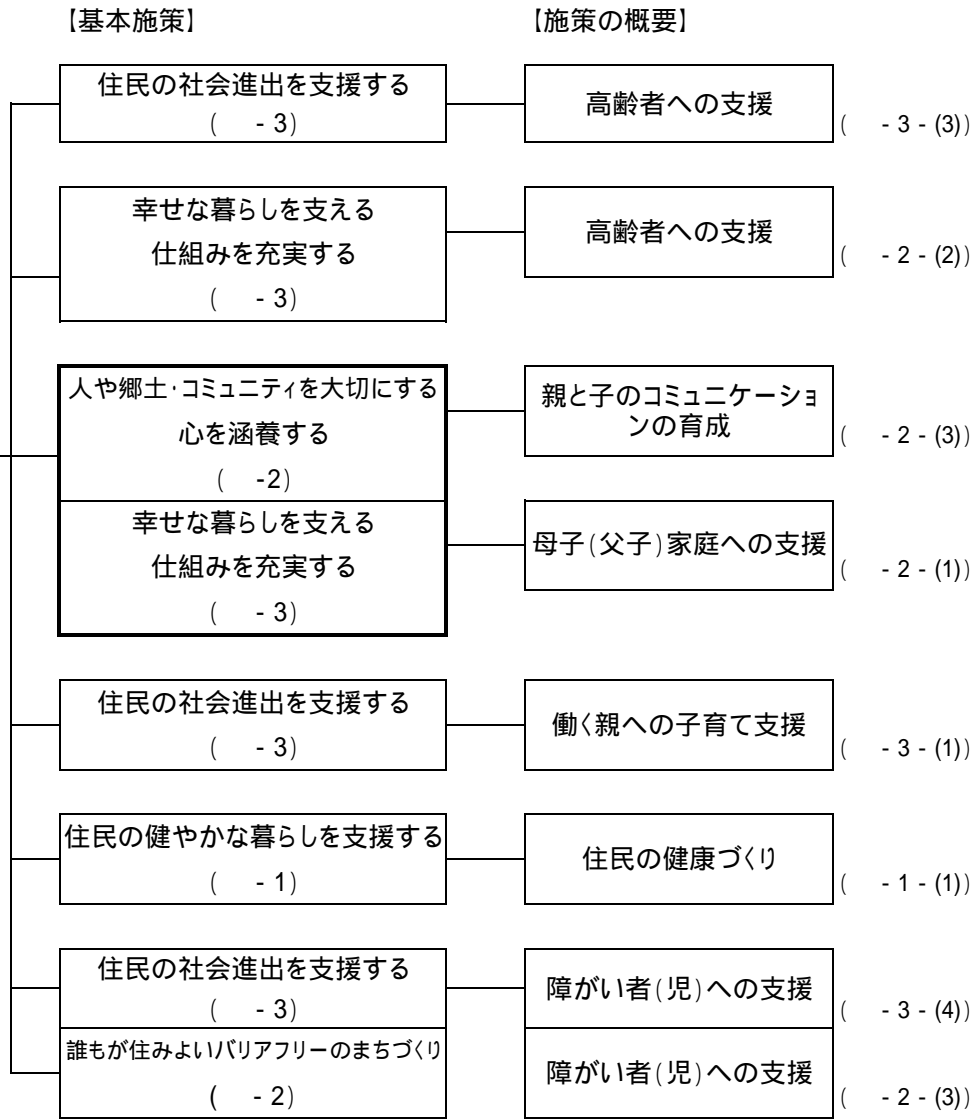 【基本施策】 【施策の概要】
住民の社会進出を支援する
( - 3)
高齢者への支援
( - 3 - (3))
幸せな暮らしを支える
仕組みを充実する
( - 3)
高齢者への支援
( - 2 - (2))
人や郷土・コミュニティを大切にする
心を涵養する
( -2)
親と子のコミュニケーショ
ンの育成
( - 2 - (3))
幸せな暮らしを支える
仕組みを充実する
( - 3)
母子(父子)家庭への支援
( - 2 - (1))
住民の社会進出を支援する
( - 3)
働く親への子育て支援
( - 3 - (1))
住民の健やかな暮らしを支援する
( - 1)
住民の健康づくり
( - 1 - (1))
住民の社会進出を支援する
( - 3)
障がい者(児)への支援
( - 3 - (4))
誰もが住みよいバリアフリーのまちづくり
( - 2)
障がい者(児)への支援
( - 2 - (3))